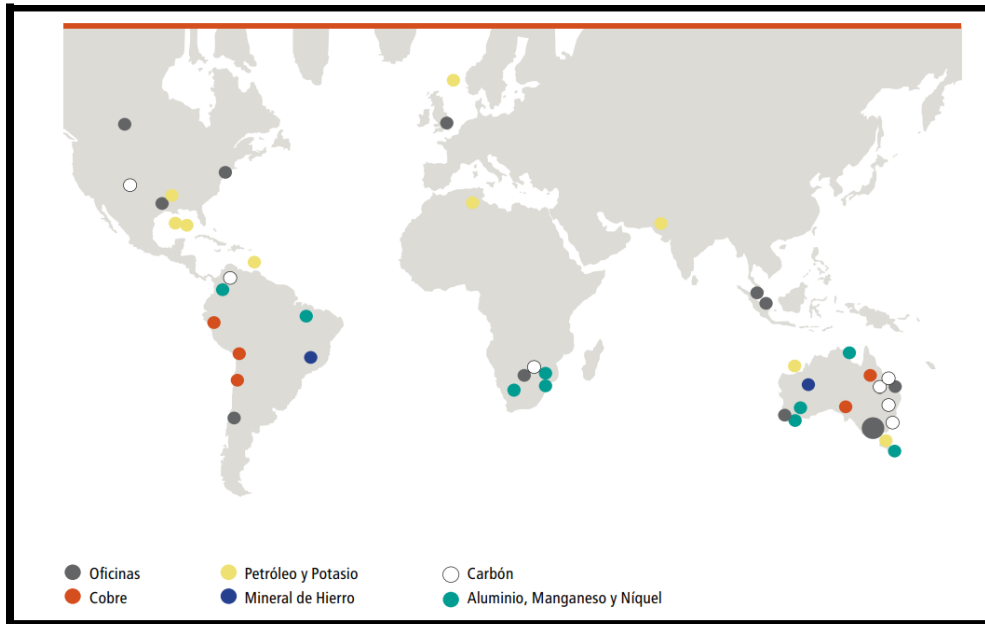 Oficinas
Petróleo y Potasio
Carbón
Cobre
Mineral de Hierro
Aluminio, Manganeso y Níquel